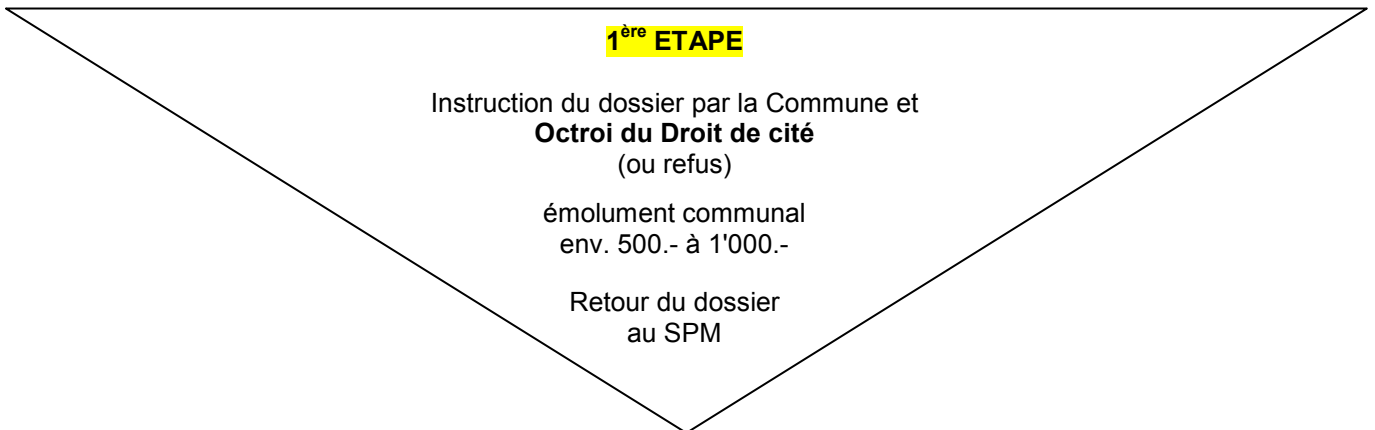 1ère ETAPE
Instruction du dossier par la Commune et
Octroi du Droit de cité
(ou refus)
émolument communal
env. 500.- à 1'000.-
Retour du dossier
au SPM